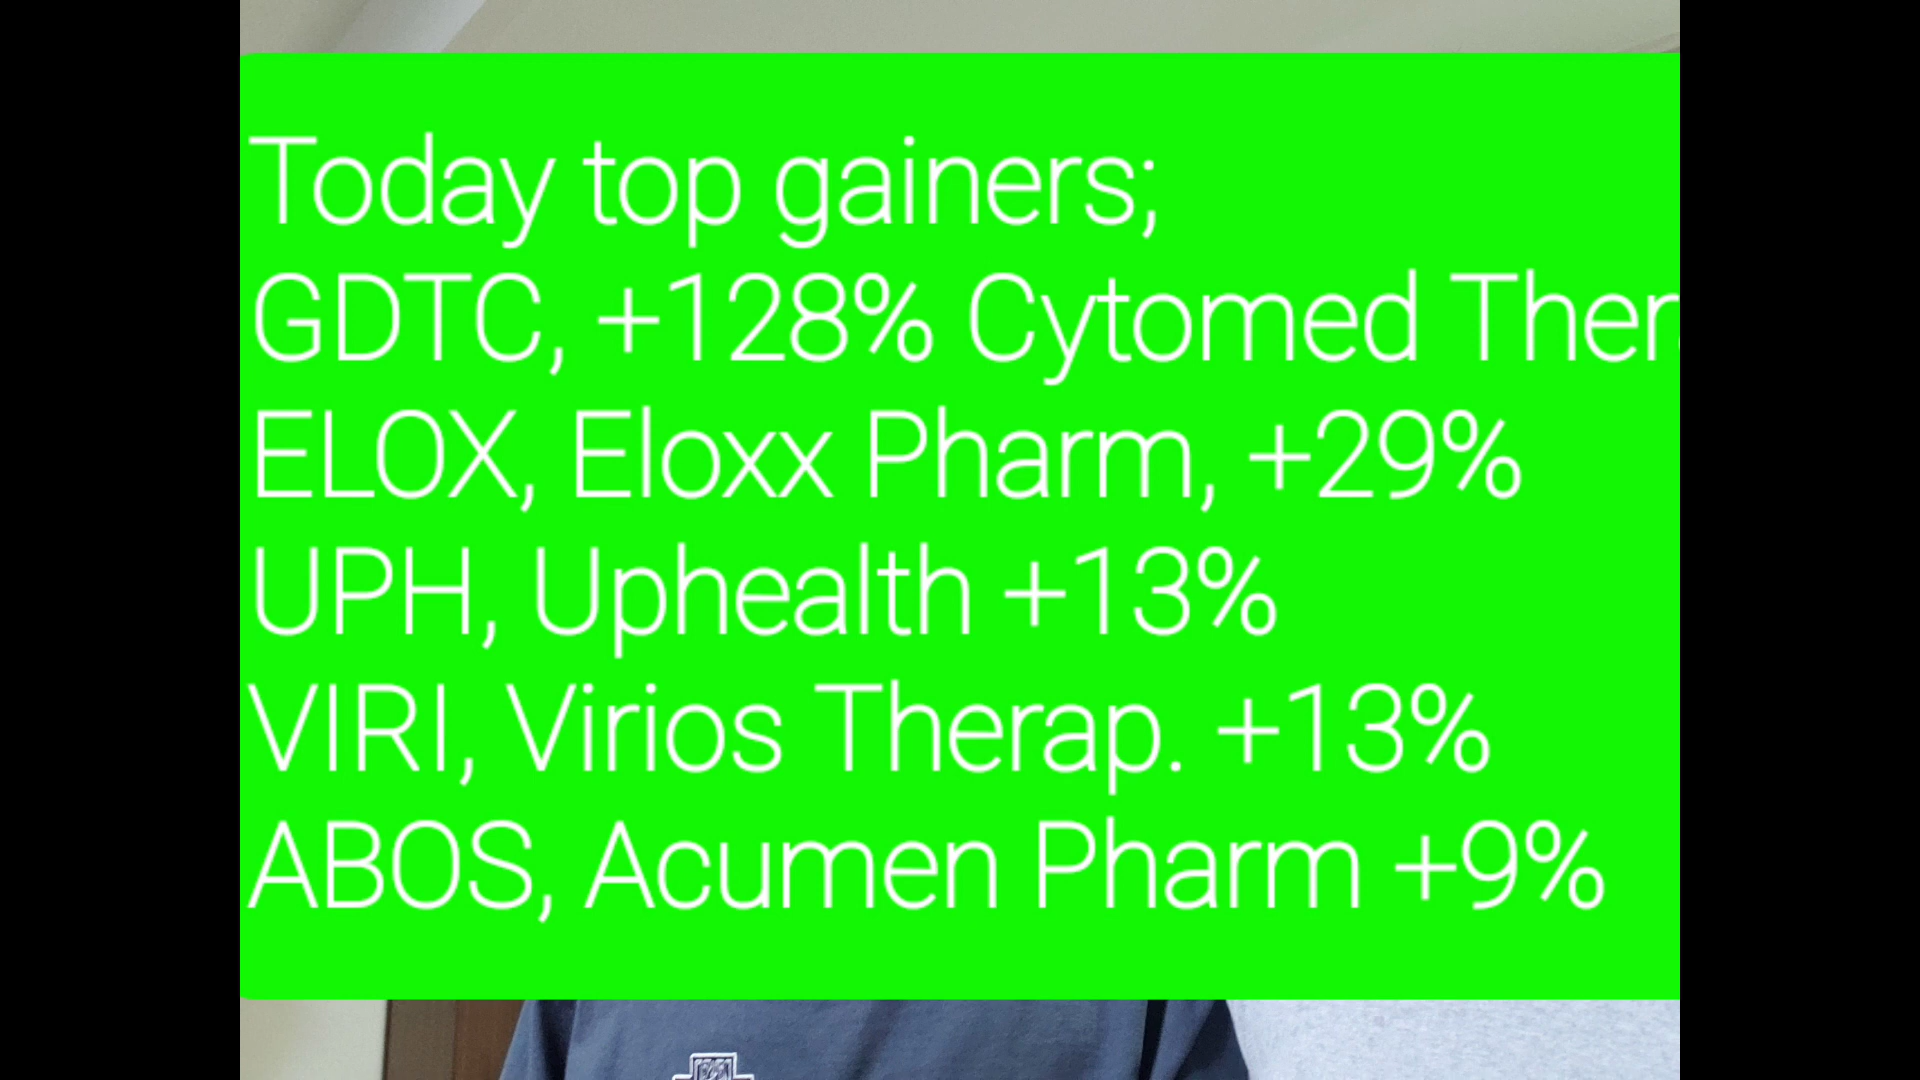 Today top gainers;
GDTC, +128% Cytomed Ther
ELOX, Eloxx Pharm, +29%
UPH, Uphealth +13%
VIRI, Virios Therap. +13%
ABOS, Acumen Pharm +9%